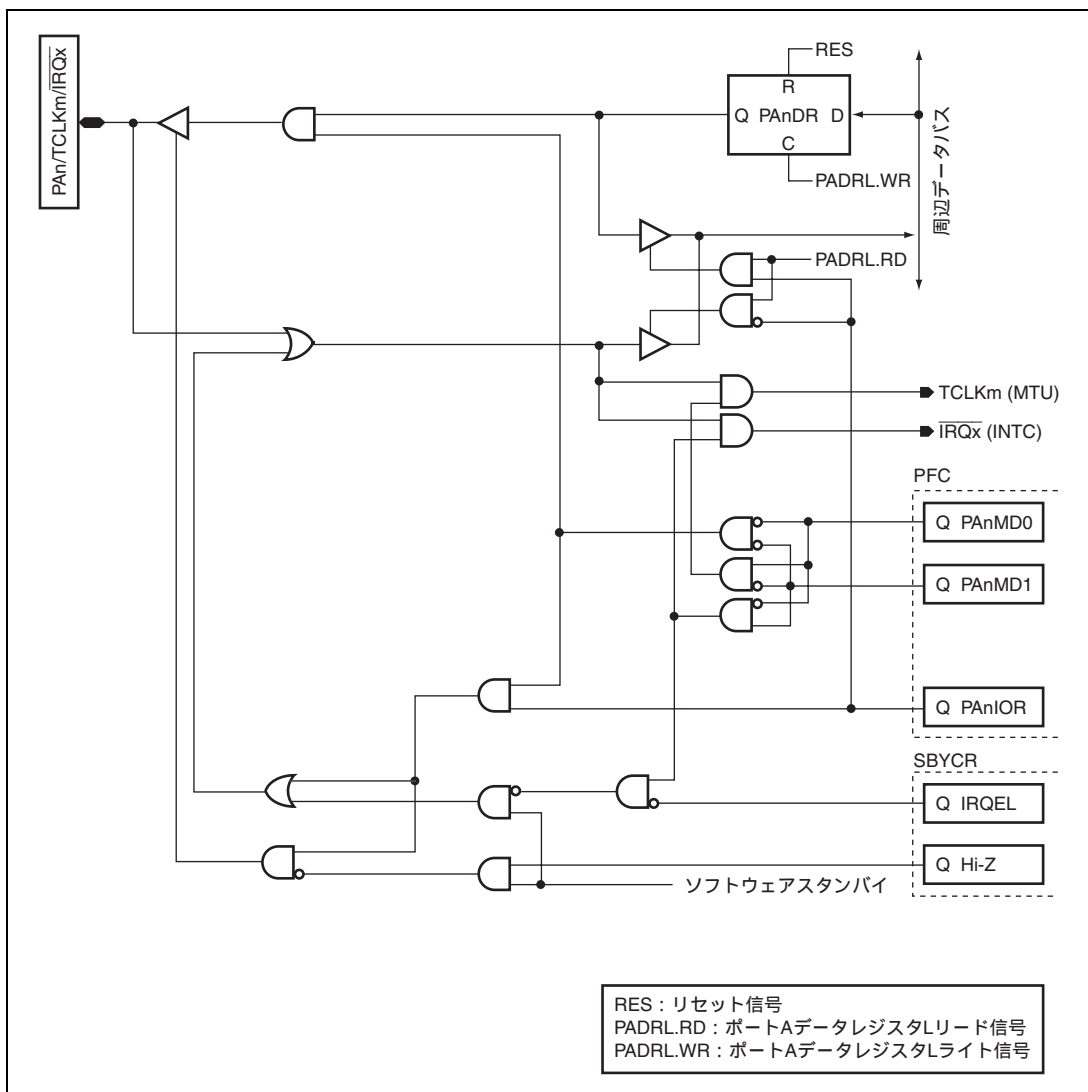 PAn/TCLKm/IRQx
RES
R
Q PAnDR D
C
PADRL.WR
周辺データバス
PADRL.RD
TCLKm (MTU)
IRQx (INTC)
PFC
Q PAnMD0
Q PAnMD1
Q PAnIOR
SBYCR
Q IRQEL
Q Hi-Z
ソフトウェアスタンバイ
RES：リセット信号
PADRL.RD：ポートAデータレジスタLリード信号
PADRL.WR：ポートAデータレジスタLライト信号